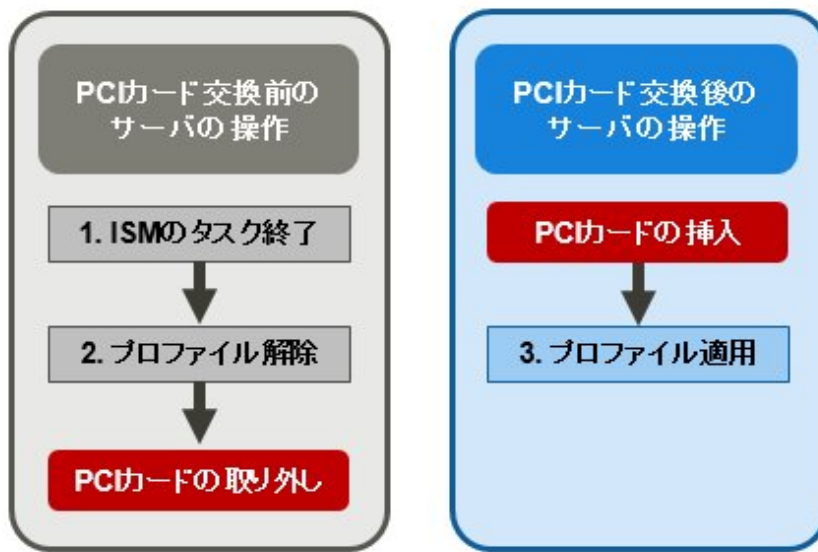 PCIカード交換前の
サーバの操作
1. ISMのタスク終了
2. プロファイル解除
PCIカードの取り外し
PCIカード交換後の
サーバの操作
PCIカードの挿入
3. プロファイル適用